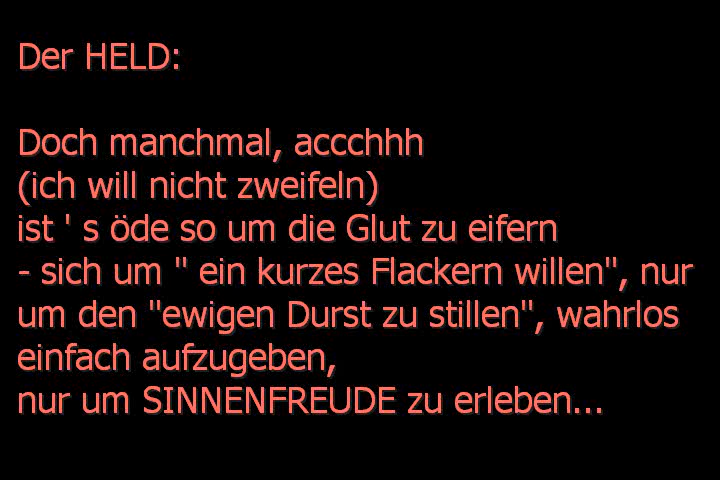 Der HELD:
Doch manchmal, accchhh
(ich will nicht zweifeln)
ist ' s öde so um die Glut zu eifern
- sich um " ein kurzes Flackern willen", nur
um den "ewigen Durst zu stillen", wahrlos
einfach aufzugeben,
nur um SINNENFREUDE zu erleben...